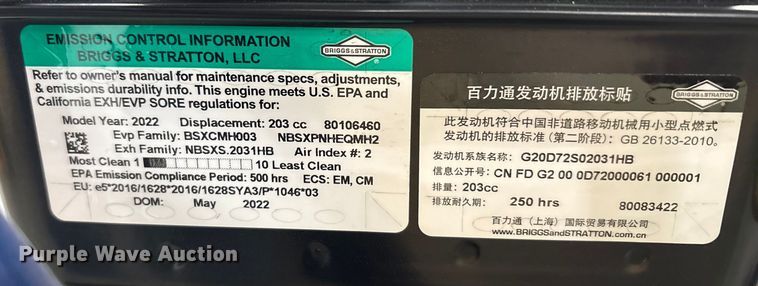 EMISSION CONTROL INFORMATION
BRIGGS & STRATTON, LLC
BRIGGS & STRATTON
Refer to owner's manual for maintenance specs, adjustments,
& emissions durability info. This engine meets U.S. EPA and
California EXH/EVP SORE regulations for:
Model Year: 2022 Displacement: 203 cc 80106460
Evp Family: BSXCMH003 NBSXPNHEQMH2
Exh Family: NBSXS.2031HB Air Index #: 2
Most Clean 1 10 Least Clean
EPA Emission Compliance Period: 500 hrs ECS: EM, CM
EU: e5*2016/1628*2016/1628SYA3/P*1046*03
DOM: May 2022
百力通发动机排放标贴
BRIGGS & STRATTON
此发动机符合中国非道路移动机械用小型点燃式
发动机的排放标准(第二阶段): GB 26133-2010。
发动机系族名称: G20D72S02031HB
信息公开号: CN FD G2 00 0D72000061 000001
排量: 203cc
排放耐久期: 250 hrs 80083422
百力通(上海)国际贸易有限公司
www.BRIGGSandSTRATTON.com.cn
Purple Wave Auction